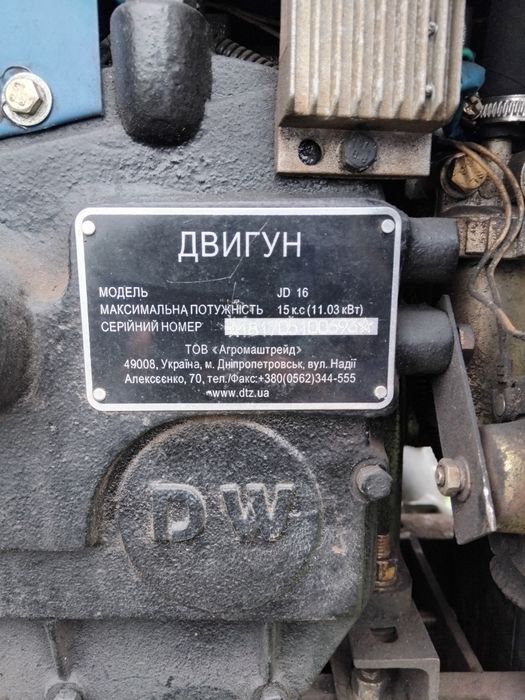 ДВИГУН
МОДЕЛЬ JD 16
МАКСИМАЛЬНА ПОТУЖНІСТЬ 15 к.с (11.03 кВт)
СЕРІЙНИЙ НОМЕР
ТОВ «Агромаштрейд»
49008, Україна, м. Дніпропетровськ, вул. Надії
Алексєєнко, 70, тел./Факс:+380(0562)344-555
www.dtz.ua
DW